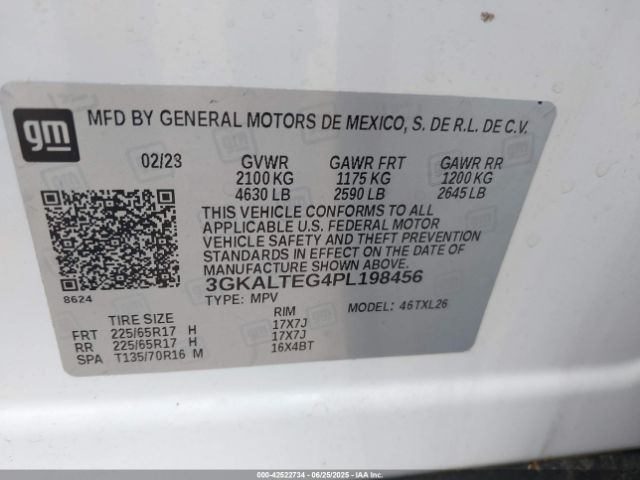 gm
MFD BY GENERAL MOTORS DE MEXICO, S. DE R.L. DE C.V.
02/23 GVWR GAWR FRT GAWR RR
2100 KG 1175 KG 1200 KG
4630 LB 2590 LB 2645 LB
THIS VEHICLE CONFORMS TO ALL
APPLICABLE U.S. FEDERAL MOTOR
VEHICLE SAFETY AND THEFT PREVENTION
STANDARDS IN EFFECT ON THE DATE OF
MANUFACTURE SHOWN ABOVE.
3GKALTEG4PL198456
8624
TYPE: MPV MODEL: 46TXL26
TIRE SIZE RIM
FRT 225/65R17 H 17X7J
RR 225/65R17 H 17X7J
SPA T135/70R16 M 16X4BT
000-42522734 - 06/25/2025 - IAAI.COM